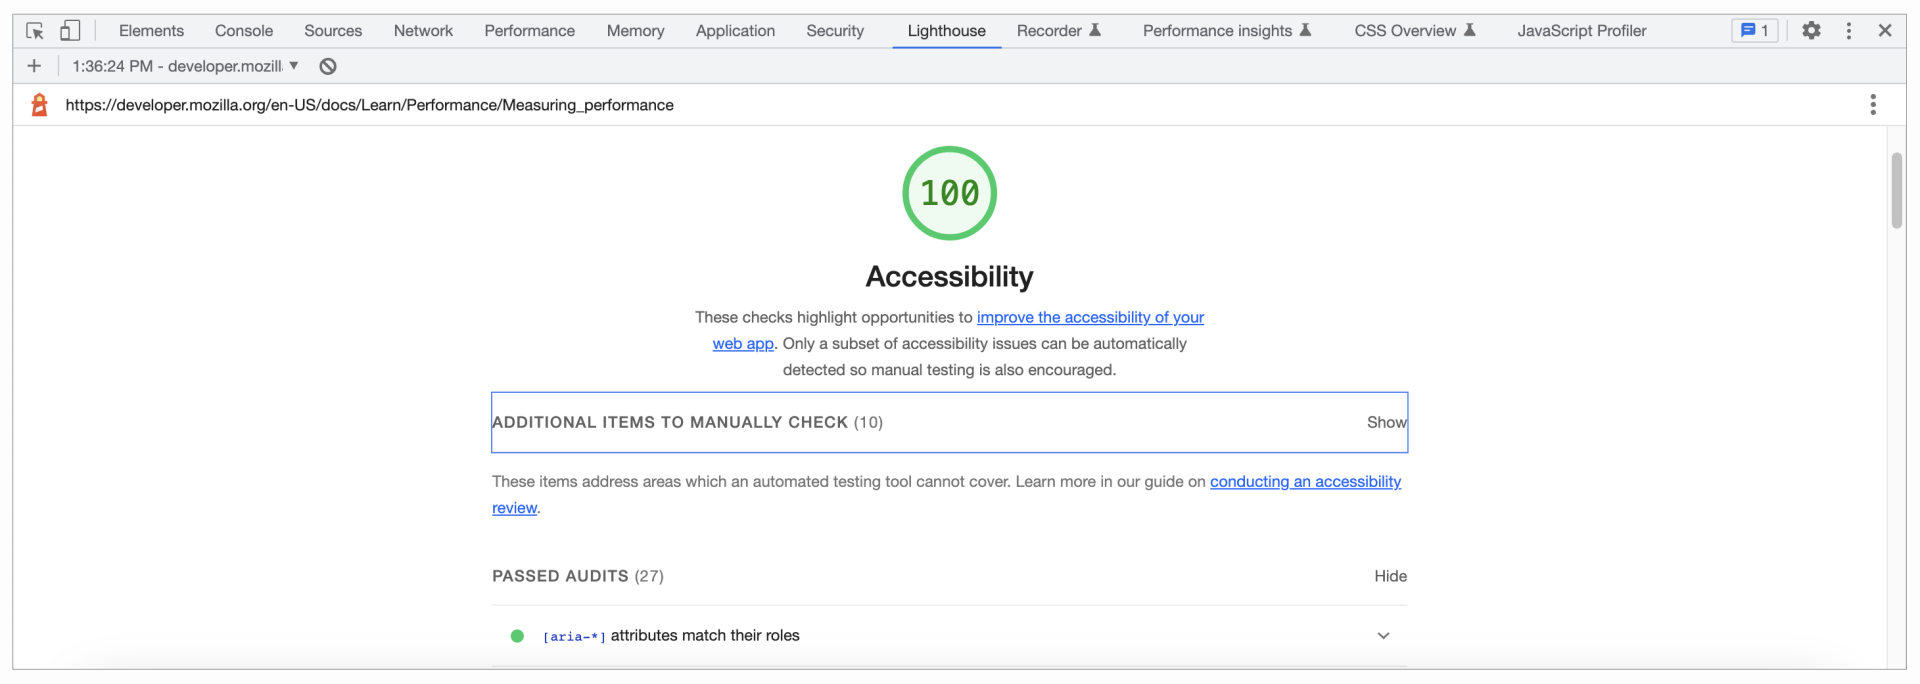 Elements Console Sources Network Performance Memory Application Security Lighthouse Recorder Performance insights CSS Overview JavaScript Profiler 1
1:36:24 PM - developer.mozill
https://developer.mozilla.org/en-US/docs/Learn/Performance/Measuring_performance
100
Accessibility
These checks highlight opportunities to improve the accessibility of your
web app. Only a subset of accessibility issues can be automatically
detected so manual testing is also encouraged.
ADDITIONAL ITEMS TO MANUALLY CHECK (10) Show
These items address areas which an automated testing tool cannot cover. Learn more in our guide on conducting an accessibility
review.
PASSED AUDITS (27) Hide
[aria-*] attributes match their roles